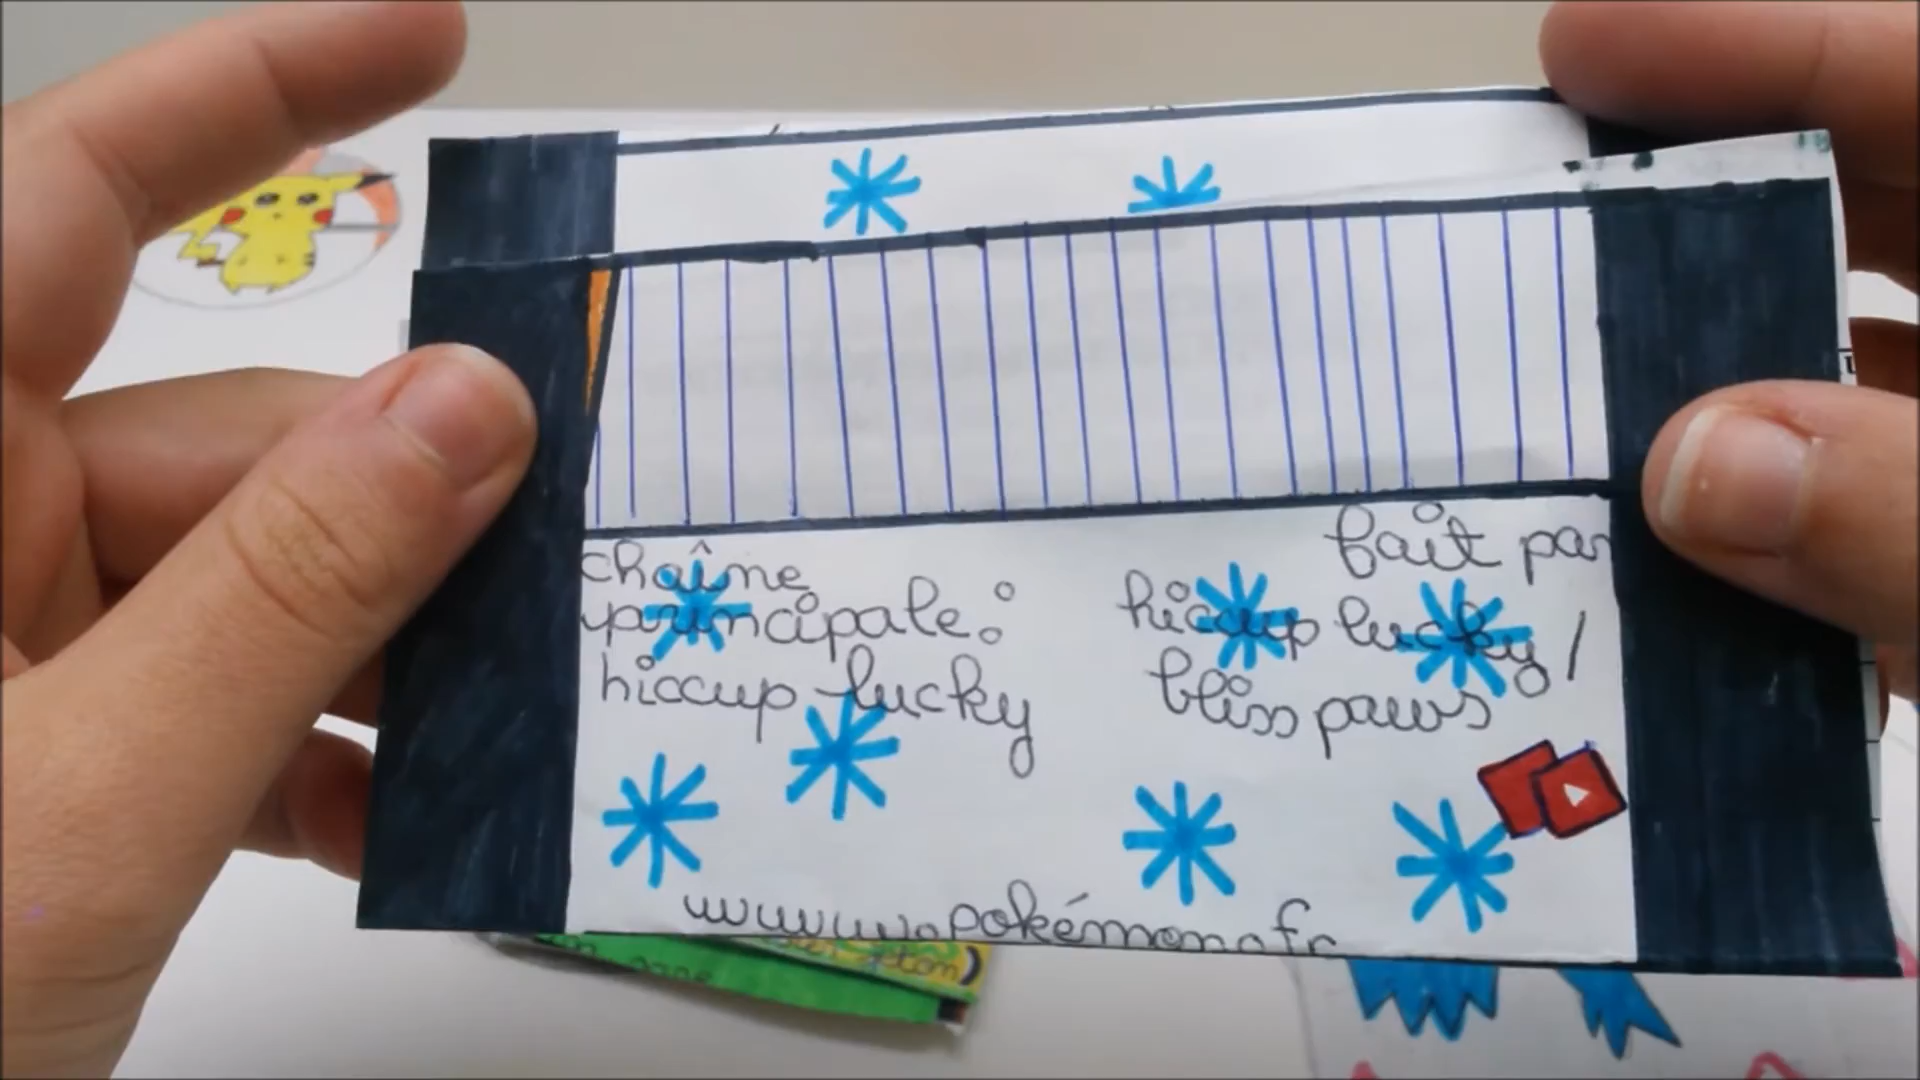 chaîne
principale :
hiccup lucky
fait par
hiccup lucky /
bliss paws
www.pokémon.fr